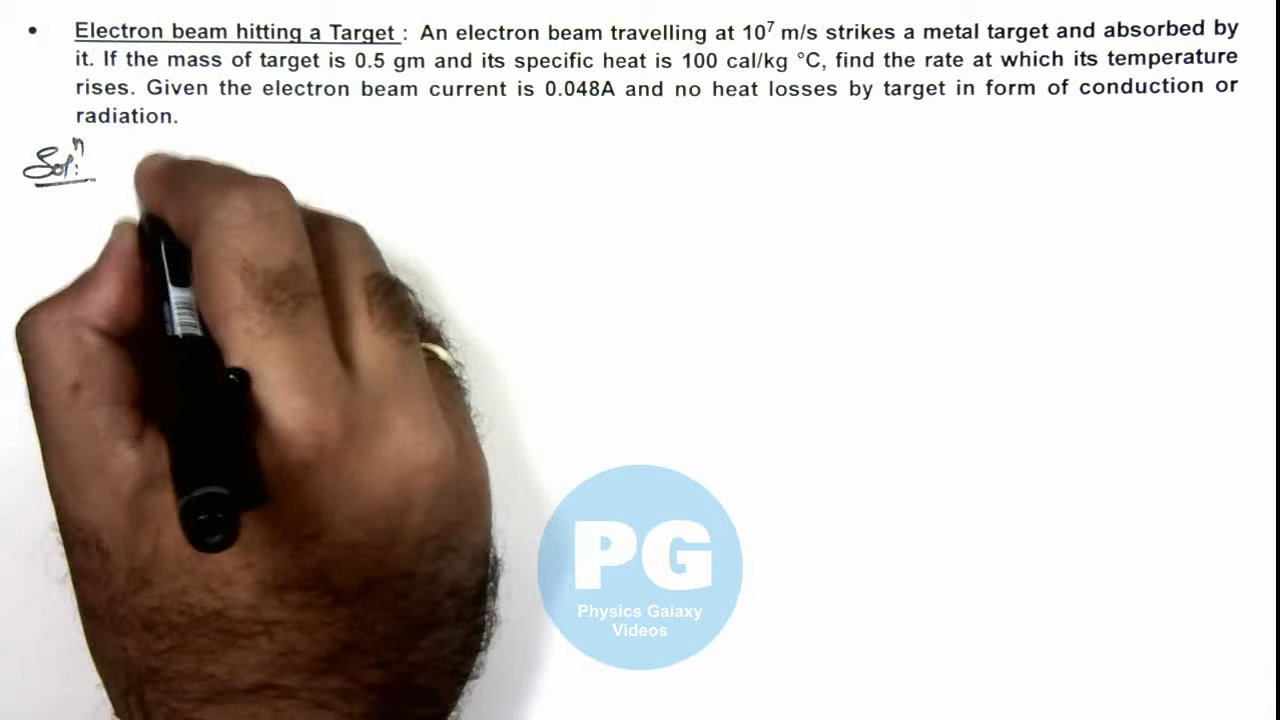 • Electron beam hitting a Target : An electron beam travelling at 10⁷ m/s strikes a metal target and absorbed by
it. If the mass of target is 0.5 gm and its specific heat is 100 cal/kg °C, find the rate at which its temperature
rises. Given the electron beam current is 0.048A and no heat losses by target in form of conduction or
radiation.
Solⁿ:
PG
Physics Galaxy
Videos